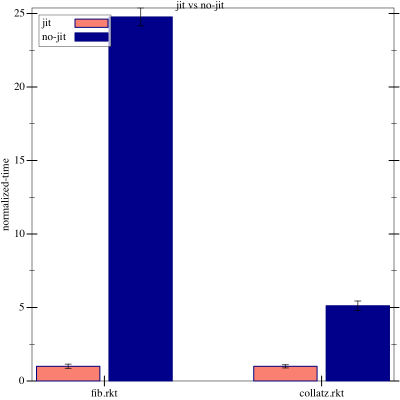 jit vs no-jit
25
jit
no-jit
20
15
normalized-time
10
5
0
fib.rkt
collatz.rkt